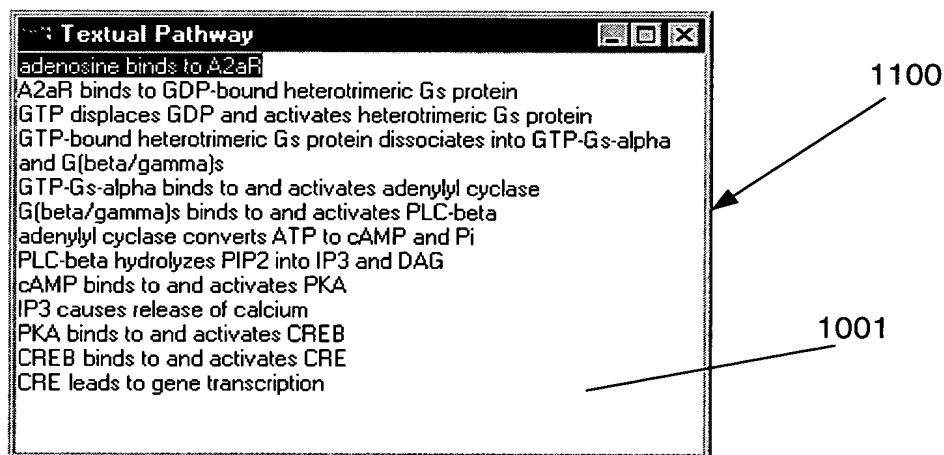 Textual Pathway
adenosine binds to A2aR
A2aR binds to GDP-bound heterotrimeric Gs protein
GTP displaces GDP and activates heterotrimeric Gs protein
GTP-bound heterotrimeric Gs protein dissociates into GTP-Gs-alpha
and G(beta/gamma)s
GTP-Gs-alpha binds to and activates adenylyl cyclase
G(beta/gamma)s binds to and activates PLC-beta
adenylyl cyclase converts ATP to cAMP and Pi
PLC-beta hydrolyzes PIP2 into IP3 and DAG
cAMP binds to and activates PKA
IP3 causes release of calcium
PKA binds to and activates CREB
CREB binds to and activates CRE
CRE leads to gene transcription
1100
1001